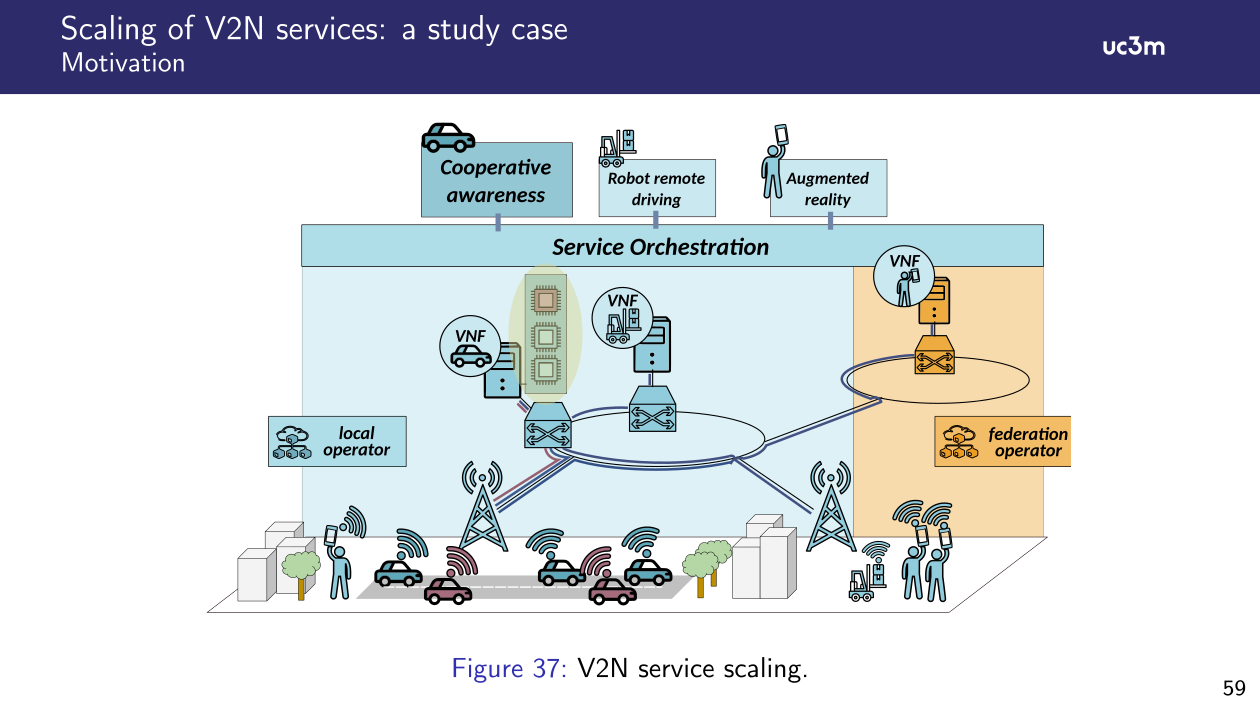 Scaling of V2N services: a study case
Motivation
uc3m
Cooperative
awareness
Robot remote
driving
Augmented
reality
Service Orchestration
VNF
VNF
VNF
local
operator
federation
operator
Figure 37: V2N service scaling.
59